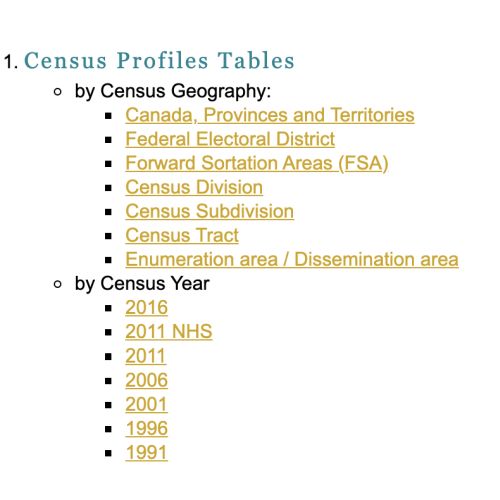 1. Census Profiles Tables
by Census Geography:
Canada, Provinces and Territories
Federal Electoral District
Forward Sortation Areas (FSA)
Census Division
Census Subdivision
Census Tract
Enumeration area / Dissemination area
by Census Year
2016
2011 NHS
2011
2006
2001
1996
1991